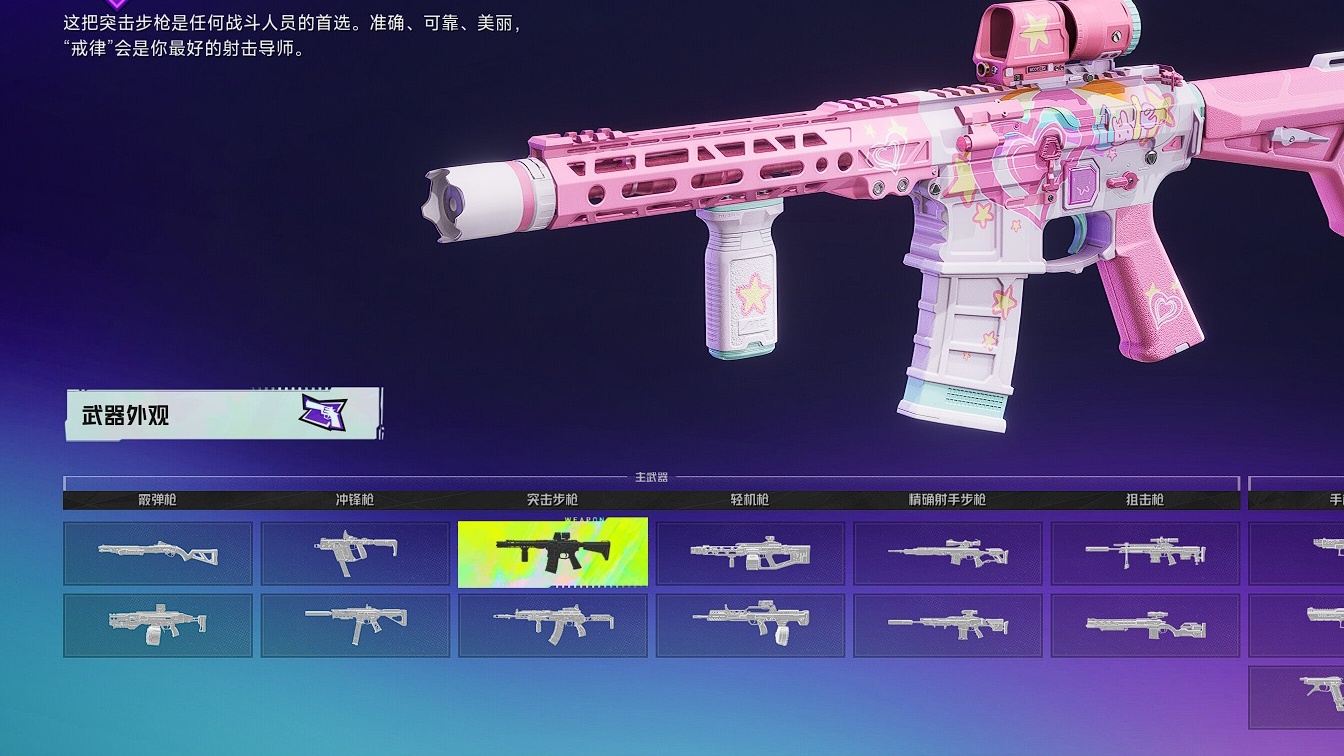 这把突击步枪是任何战斗人员的首选。准确、可靠、美丽，
“戒律”会是你最好的射击导师。
武器外观
主武器
霰弹枪
冲锋枪
突击步枪
轻机枪
精确射手步枪
狙击枪
WEAPON